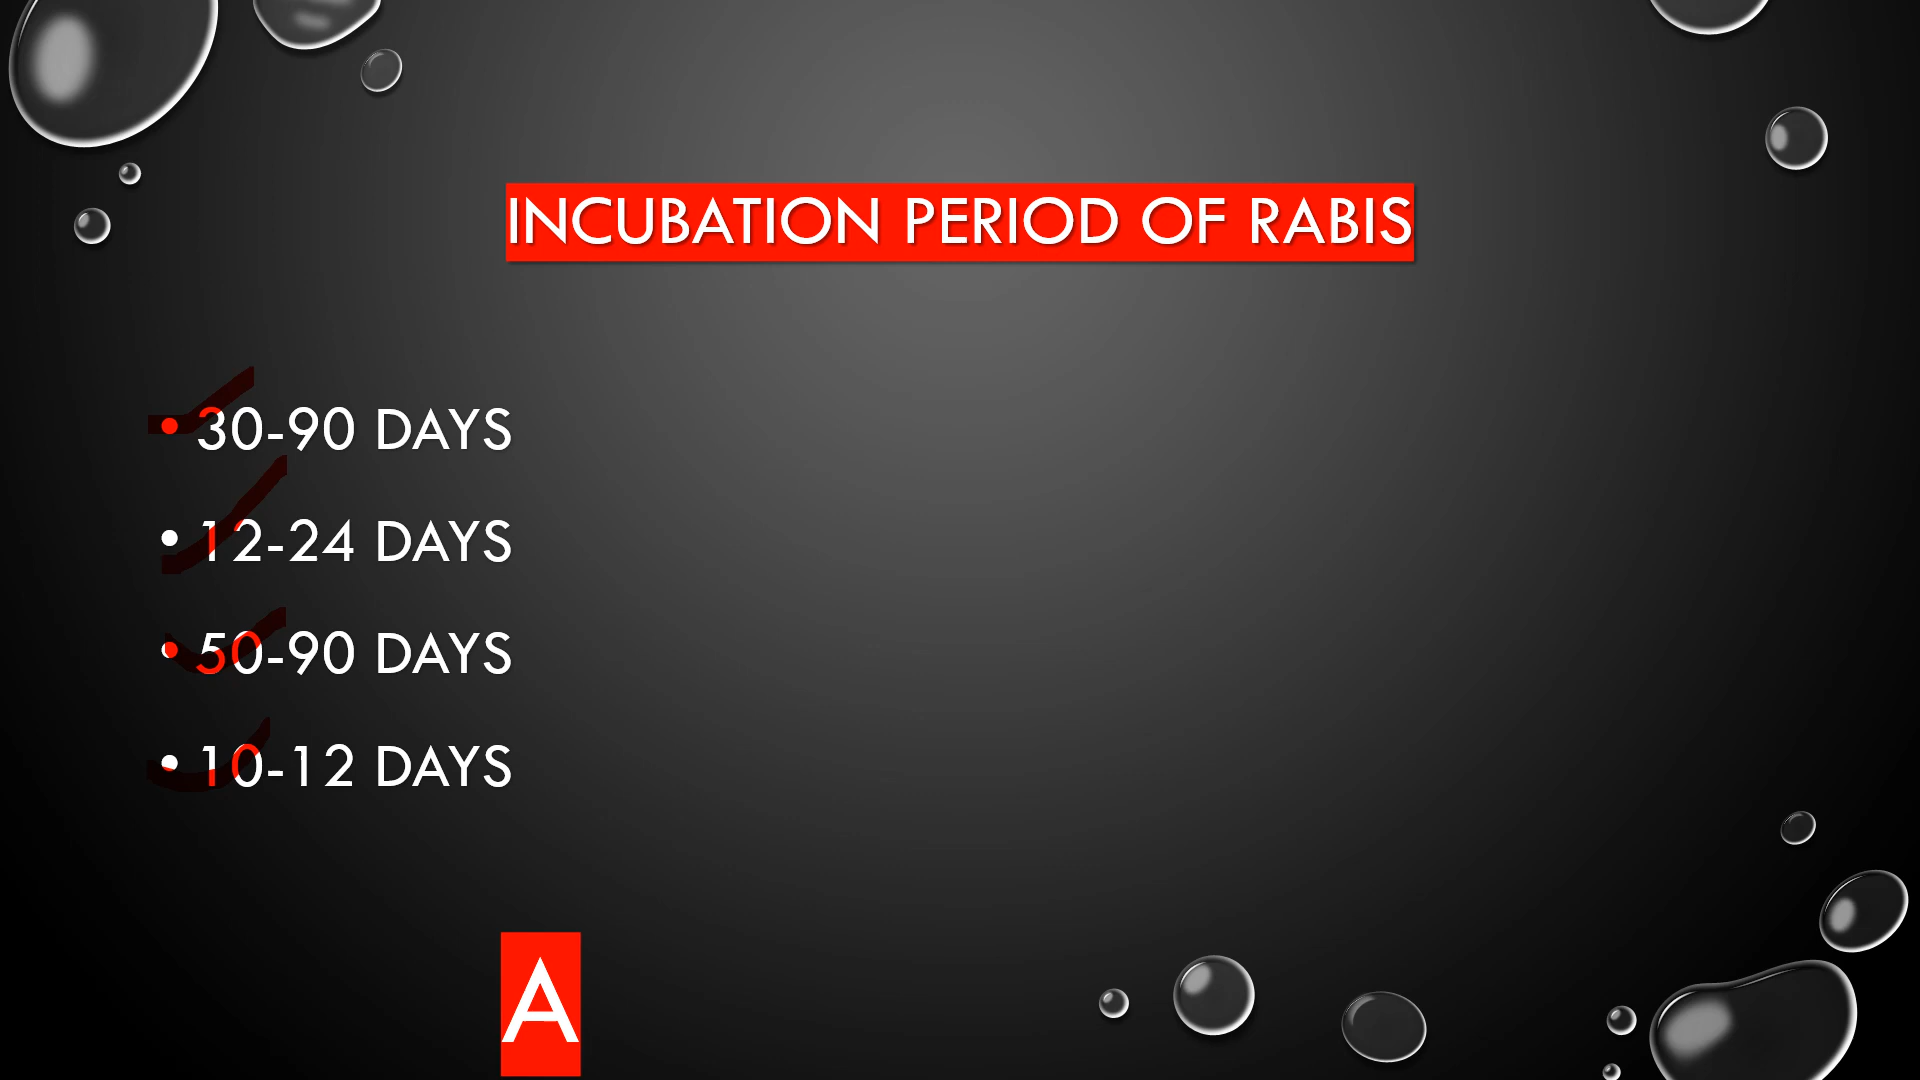 INCUBATION PERIOD OF RABIS
• 30-90 DAYS
• 12-24 DAYS
• 50-90 DAYS
• 10-12 DAYS
A